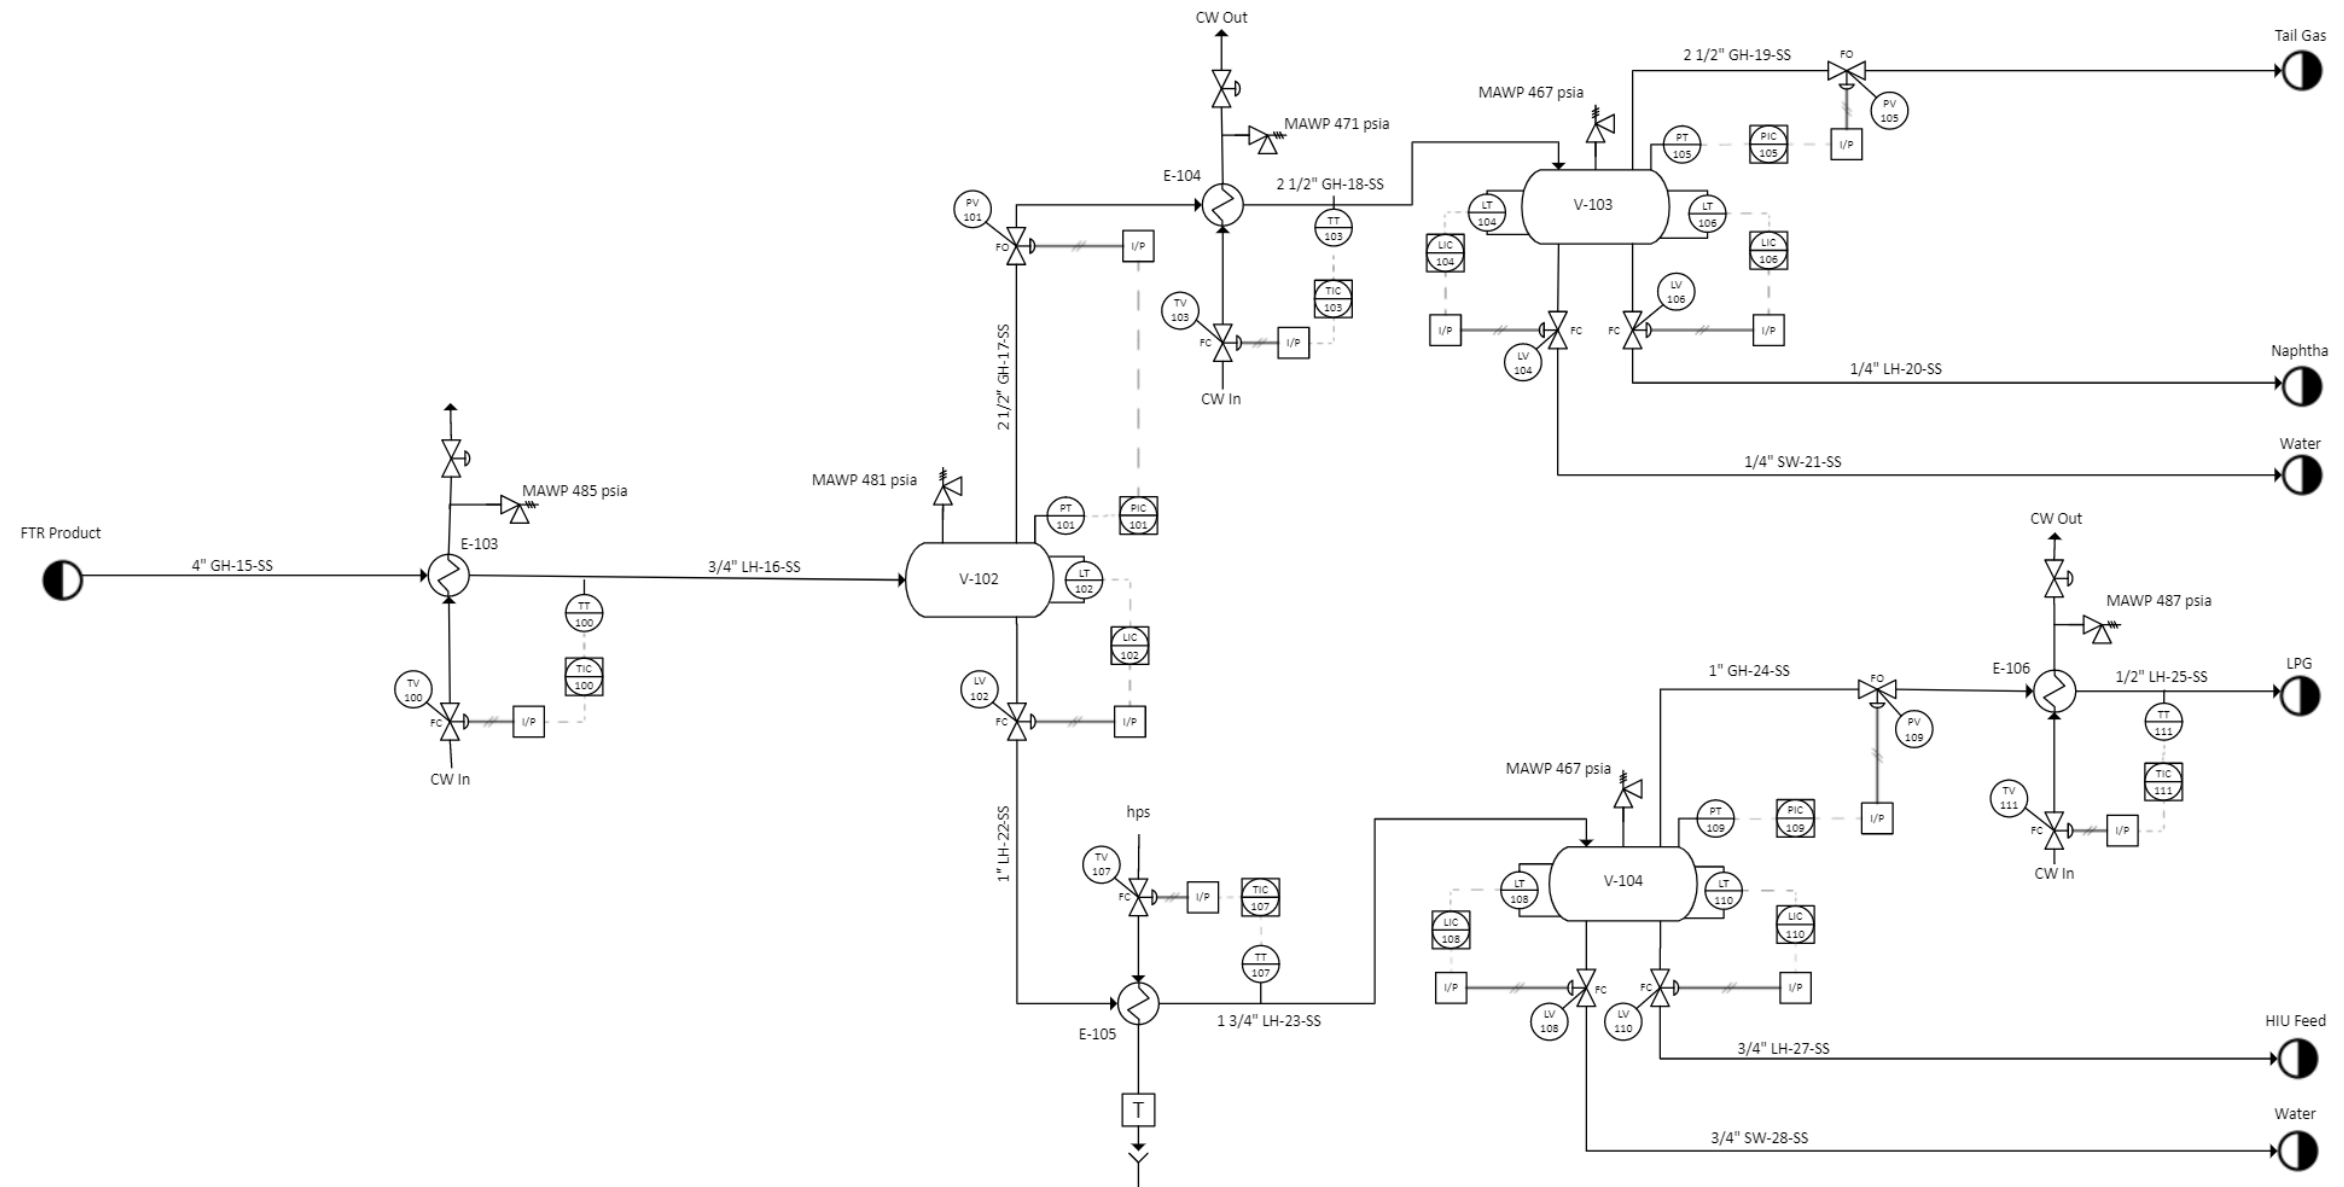 CW Out
Tail Gas
2 1/2" GH-19-SS
FO
MAWP 467 psia
PV
105
MAWP 471 psia
PT
105
PIC
105
I/P
E-104
2 1/2" GH-18-SS
PV
101
FO
I/P
TT
103
LT
104
V-103
LT
106
LIC
104
LIC
106
TIC
103
TV
103
FC
I/P
CW In
I/P
FC
LV
104
LV
106
FC
I/P
Naphtha
1/4" LH-20-SS
2 1/2" GH-17-SS
Water
1/4" SW-21-SS
MAWP 485 psia
MAWP 481 psia
PT
101
PIC
101
FTR Product
4" GH-15-SS
E-103
3/4" LH-16-SS
V-102
LT
102
TT
100
LIC
102
TIC
100
TV
100
FC
I/P
CW In
LV
102
FC
I/P
CW Out
MAWP 487 psia
E-106
LPG
1/2" LH-25-SS
1" GH-24-SS
FO
PV
109
TT
111
TIC
111
TV
111
FC
I/P
CW In
MAWP 467 psia
PT
109
PIC
109
I/P
1" LH-22-SS
hps
TV
107
FC
I/P
TIC
107
TT
107
E-105
1 3/4" LH-23-SS
T
LT
108
V-104
LT
110
LIC
108
LIC
110
I/P
FC
LV
108
LV
110
FC
I/P
HIU Feed
3/4" LH-27-SS
Water
3/4" SW-28-SS